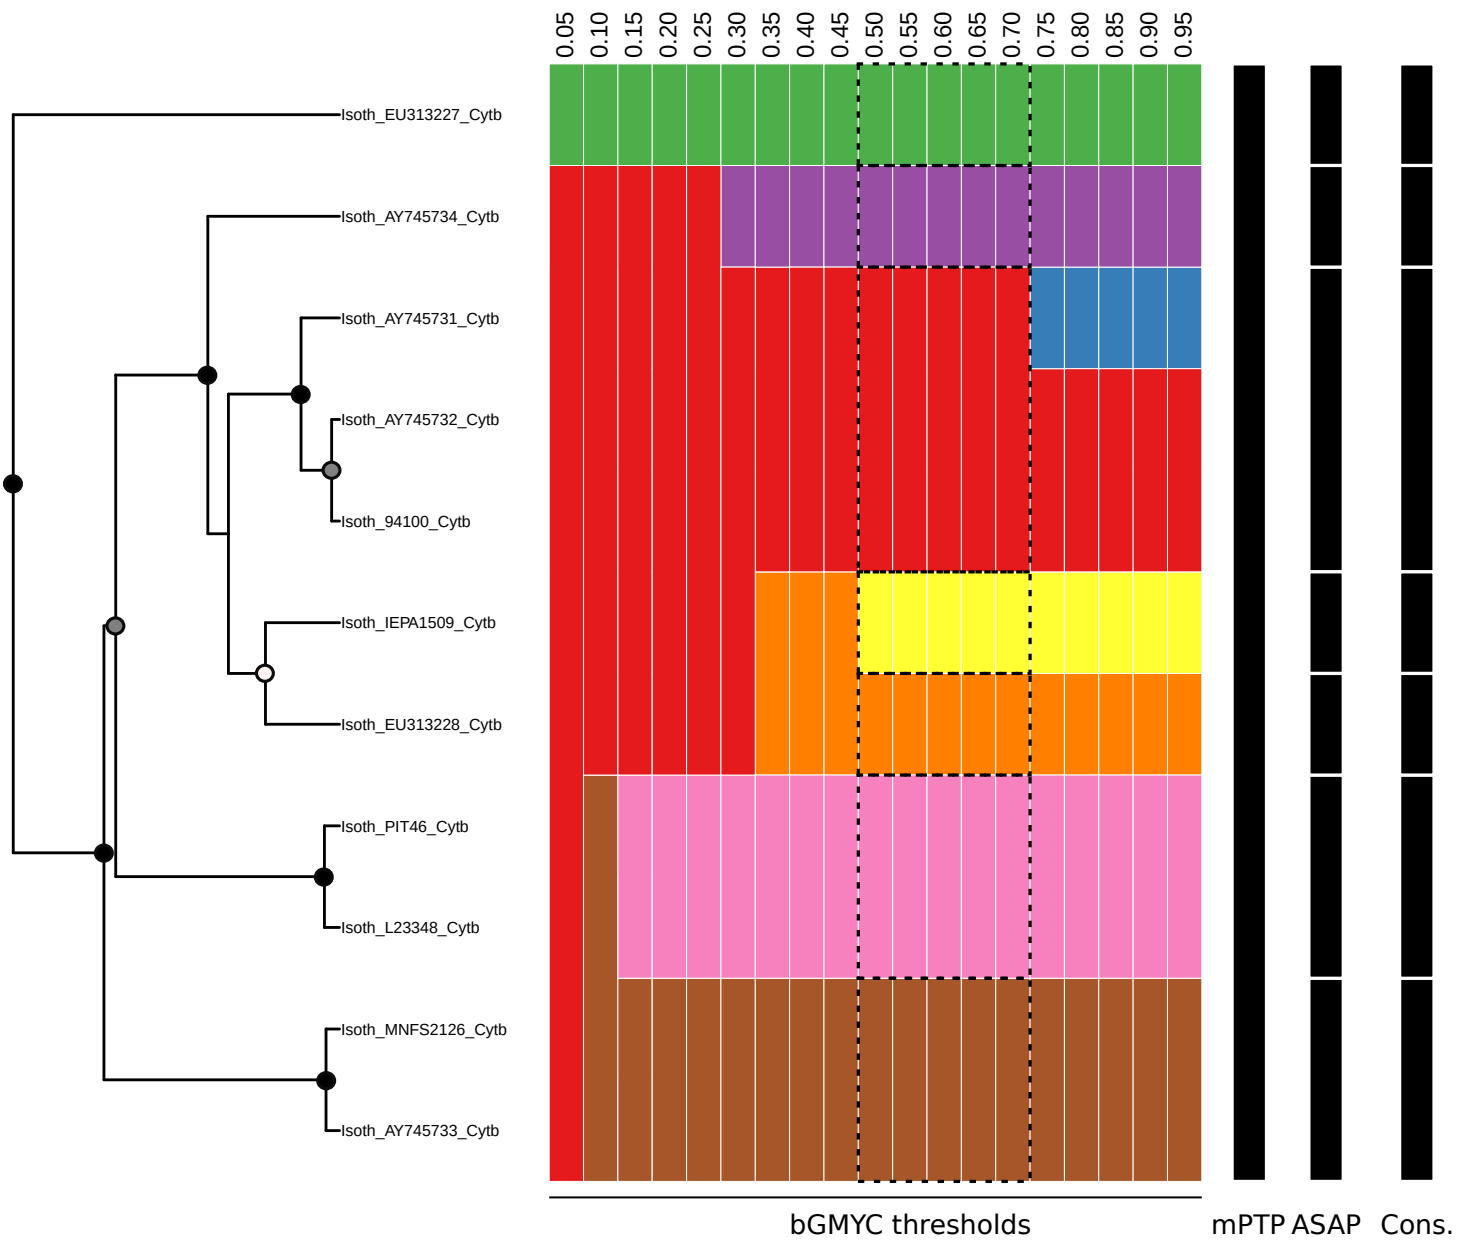 0.05 0.10 0.15 0.20 0.25 0.30 0.35 0.40 0.45 0.50 0.55 0.60 0.65 0.70 0.75 0.80 0.85 0.90 0.95
Isoth_EU313227_Cytb
Isoth_AY745734_Cytb
Isoth_AY745731_Cytb
Isoth_AY745732_Cytb
Isoth_94100_Cytb
Isoth_IEPA1509_Cytb
Isoth_EU313228_Cytb
Isoth_PIT46_Cytb
Isoth_L23348_Cytb
Isoth_MNFS2126_Cytb
Isoth_AY745733_Cytb
bGMYC thresholds mPTP ASAP Cons.